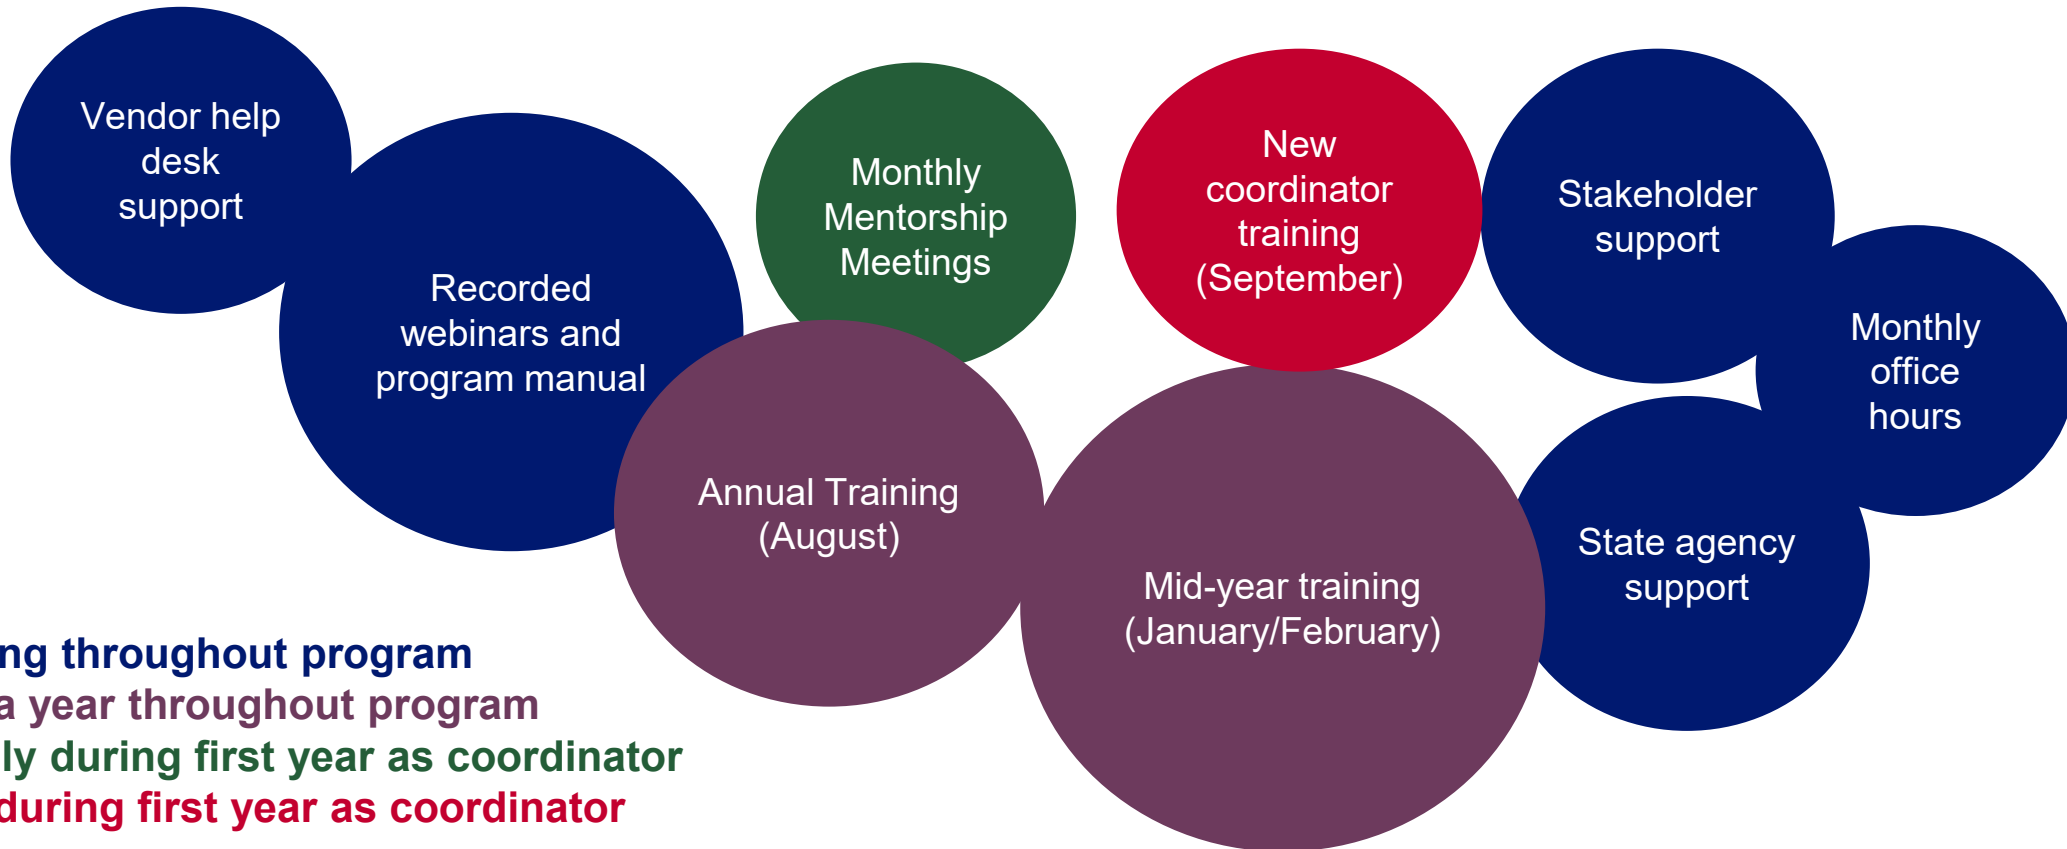 Vendor help
desk
support
Recorded
webinars and
program manual
Monthly
Mentorship
Meetings
New
coordinator
training
(September)
Stakeholder
support
Monthly
office
hours
Annual Training
(August)
Mid-year training
(January/February)
State agency
support
ng throughout program
a year throughout program
ly during first year as coordinator
during first year as coordinator